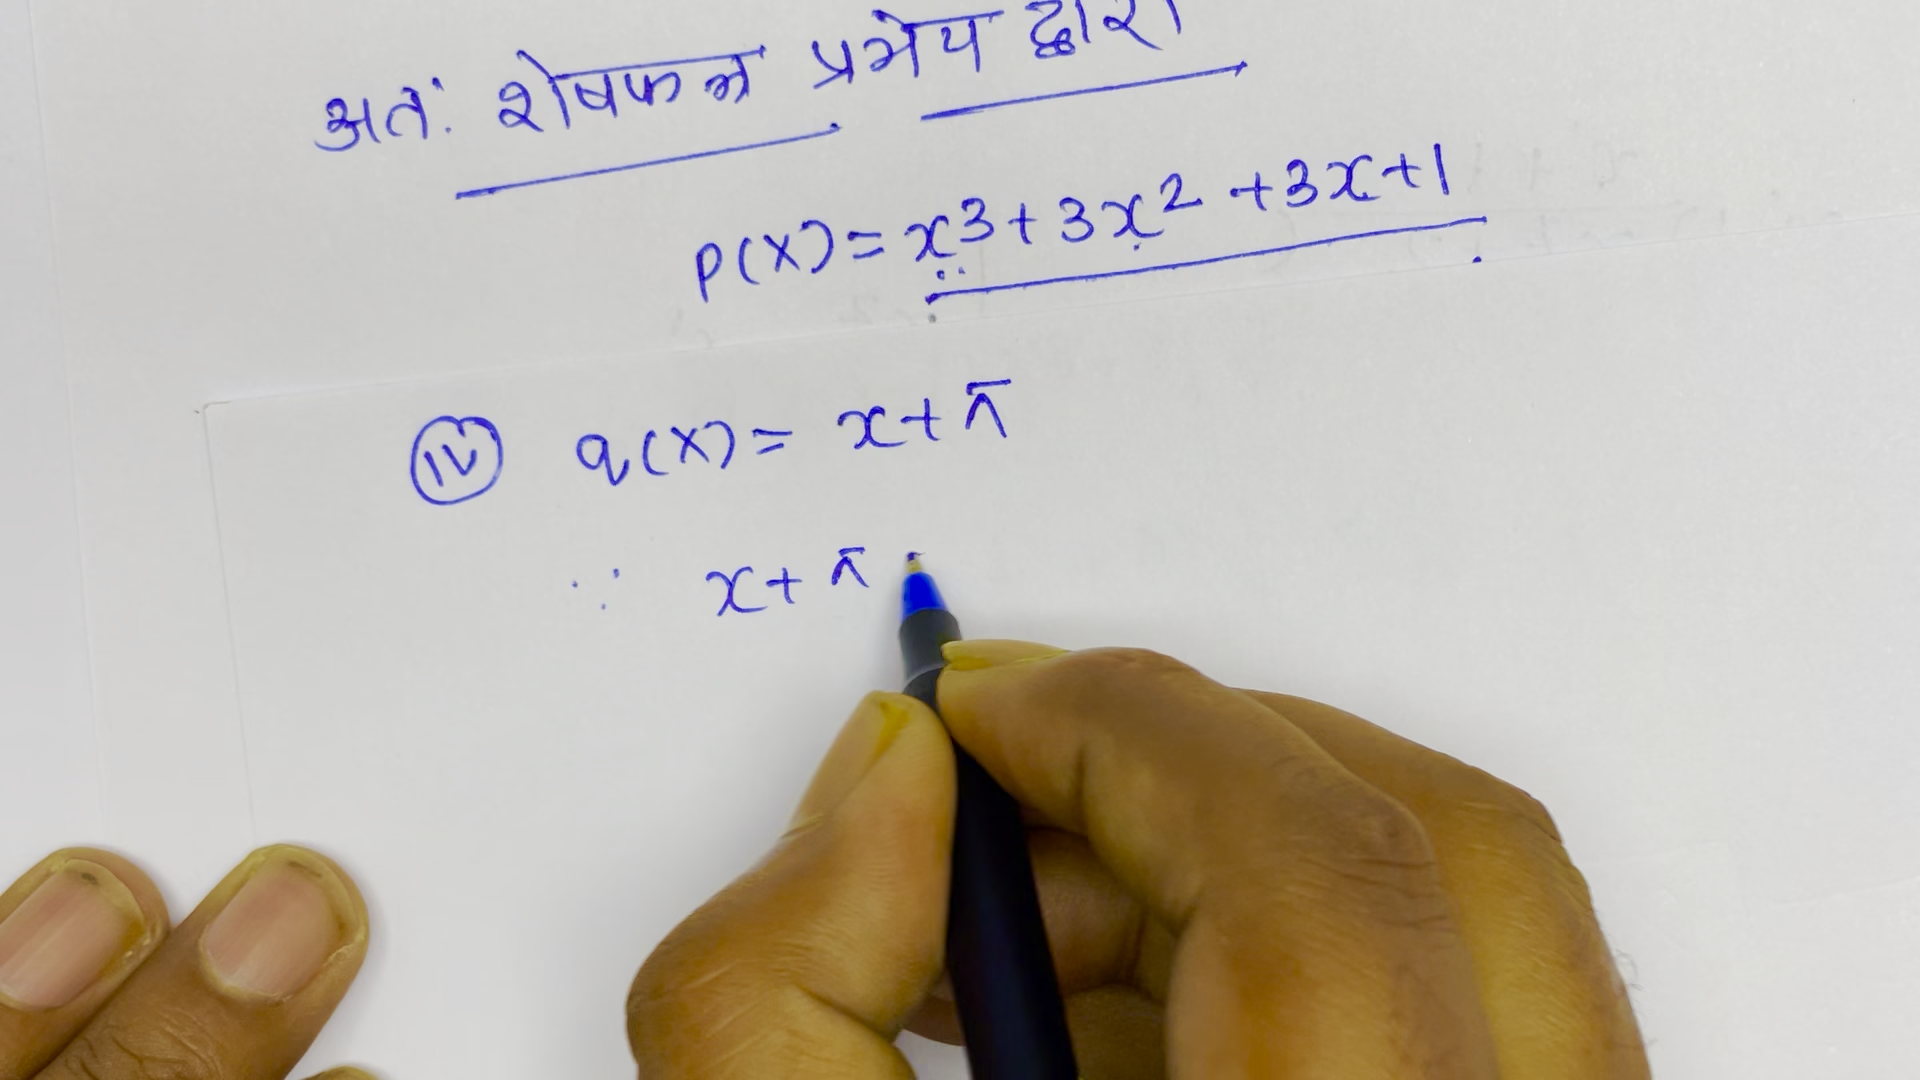 अतः शेषफल प्रमेय द्वारा
p(x) = x³ + 3x² + 3x + 1
(iv) q(x) = x + π
∵ x + π